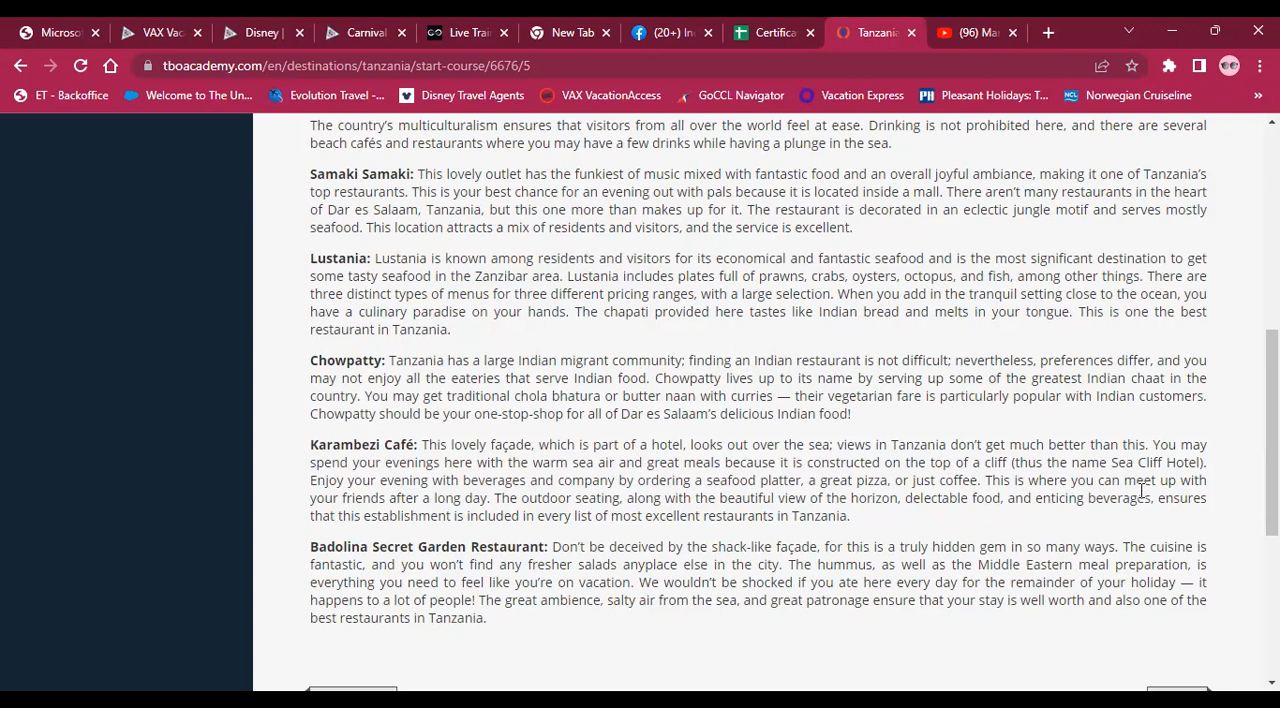 Microso
VAX Vac
Disney |
Carnival
Live Trai
New Tab
(20+) In
Certifica
Tanzania
(96) Ma
tboacademy.com/en/destinations/tanzania/start-course/6676/5
ET - Backoffice
Welcome to The Un...
Evolution Travel -...
Disney Travel Agents
VAX VacationAccess
GoCCL Navigator
Vacation Express
PH Pleasant Holidays: T...
NCL Norwegian Cruiseline
»
The country's multiculturalism ensures that visitors from all over the world feel at ease. Drinking is not prohibited here, and there are several
beach cafés and restaurants where you may have a few drinks while having a plunge in the sea.
Samaki Samaki: This lovely outlet has the funkiest of music mixed with fantastic food and an overall joyful ambiance, making it one of Tanzania's
top restaurants. This is your best chance for an evening out with pals because it is located inside a mall. There aren't many restaurants in the heart
of Dar es Salaam, Tanzania, but this one more than makes up for it. The restaurant is decorated in an eclectic jungle motif and serves mostly
seafood. This location attracts a mix of residents and visitors, and the service is excellent.
Lustania: Lustania is known among residents and visitors for its economical and fantastic seafood and is the most significant destination to get
some tasty seafood in the Zanzibar area. Lustania includes plates full of prawns, crabs, oysters, octopus, and fish, among other things. There are
three distinct types of menus for three different pricing ranges, with a large selection. When you add in the tranquil setting close to the ocean, you
have a culinary paradise on your hands. The chapati provided here tastes like Indian bread and melts in your tongue. This is one the best
restaurant in Tanzania.
Chowpatty: Tanzania has a large Indian migrant community; finding an Indian restaurant is not difficult; nevertheless, preferences differ, and you
may not enjoy all the eateries that serve Indian food. Chowpatty lives up to its name by serving up some of the greatest Indian chaat in the
country. You may get traditional chola bhatura or butter naan with curries — their vegetarian fare is particularly popular with Indian customers.
Chowpatty should be your one-stop-shop for all of Dar es Salaam's delicious Indian food!
Karambezi Café: This lovely façade, which is part of a hotel, looks out over the sea; views in Tanzania don't get much better than this. You may
spend your evenings here with the warm sea air and great meals because it is constructed on the top of a cliff (thus the name Sea Cliff Hotel).
Enjoy your evening with beverages and company by ordering a seafood platter, a great pizza, or just coffee. This is where you can meet up with
your friends after a long day. The outdoor seating, along with the beautiful view of the horizon, delectable food, and enticing beverages, ensures
that this establishment is included in every list of most excellent restaurants in Tanzania.
Badolina Secret Garden Restaurant: Don't be deceived by the shack-like façade, for this is a truly hidden gem in so many ways. The cuisine is
fantastic, and you won't find any fresher salads anyplace else in the city. The hummus, as well as the Middle Eastern meal preparation, is
everything you need to feel like you're on vacation. We wouldn't be shocked if you ate here every day for the remainder of your holiday — it
happens to a lot of people! The great ambience, salty air from the sea, and great patronage ensure that your stay is well worth and also one of the
best restaurants in Tanzania.